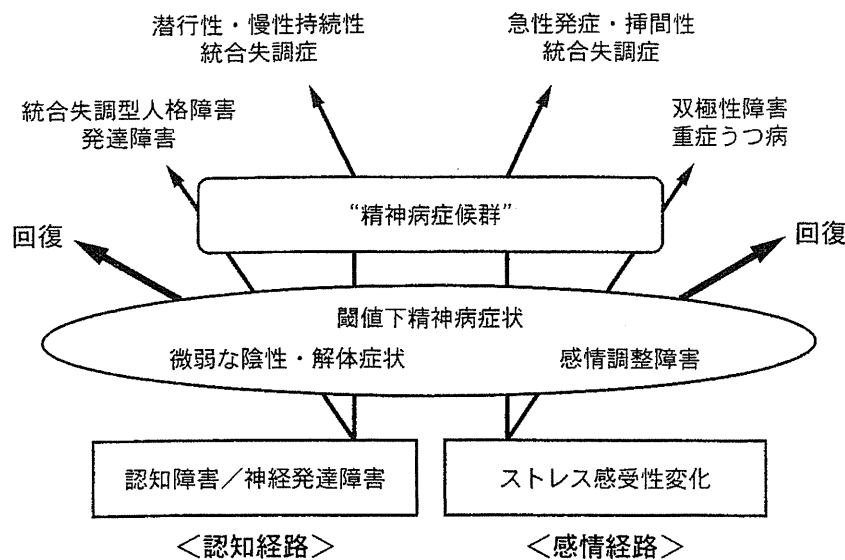 潜行性・慢性持続性
統合失調症
急性発症・挿間性
統合失調症
統合失調型人格障害
発達障害
双極性障害
重症うつ病
“精神病症候群”
回復
回復
閾値下精神病症状
微弱な陰性・解体症状
感情調整障害
認知障害／神経発達障害
ストレス感受性変化
＜認知経路＞
＜感情経路＞